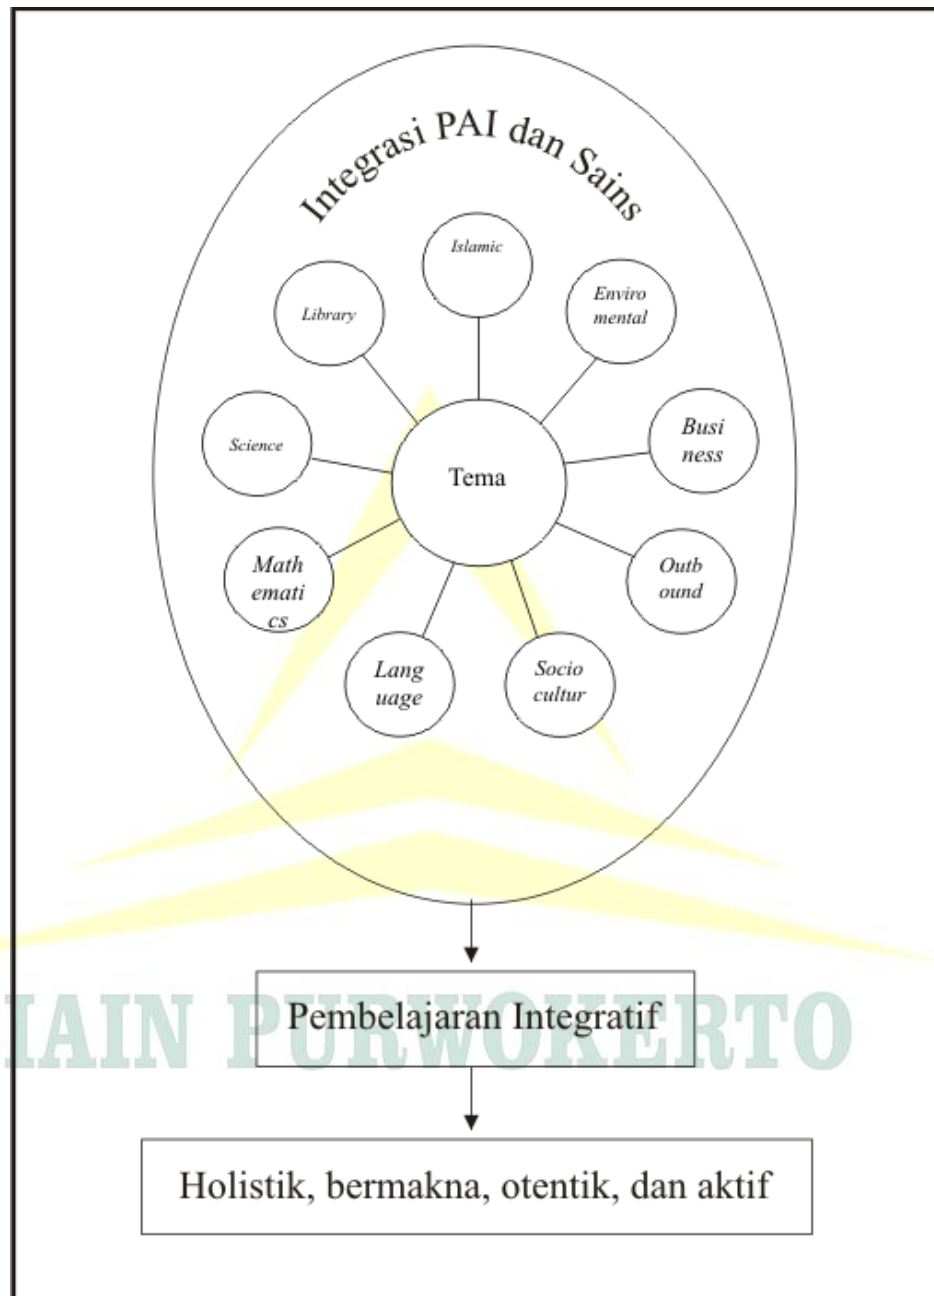 Integrasi PAI dan Sains
Islamic
Library
Enviro
mental
Science
Busi
ness
Tema
Math
emati
cs
Outb
ound
Lang
uage
Socio
cultur
Pembelajaran Integratif
IAIN PURWOKERTO
Holistik, bermakna, otentik, dan aktif